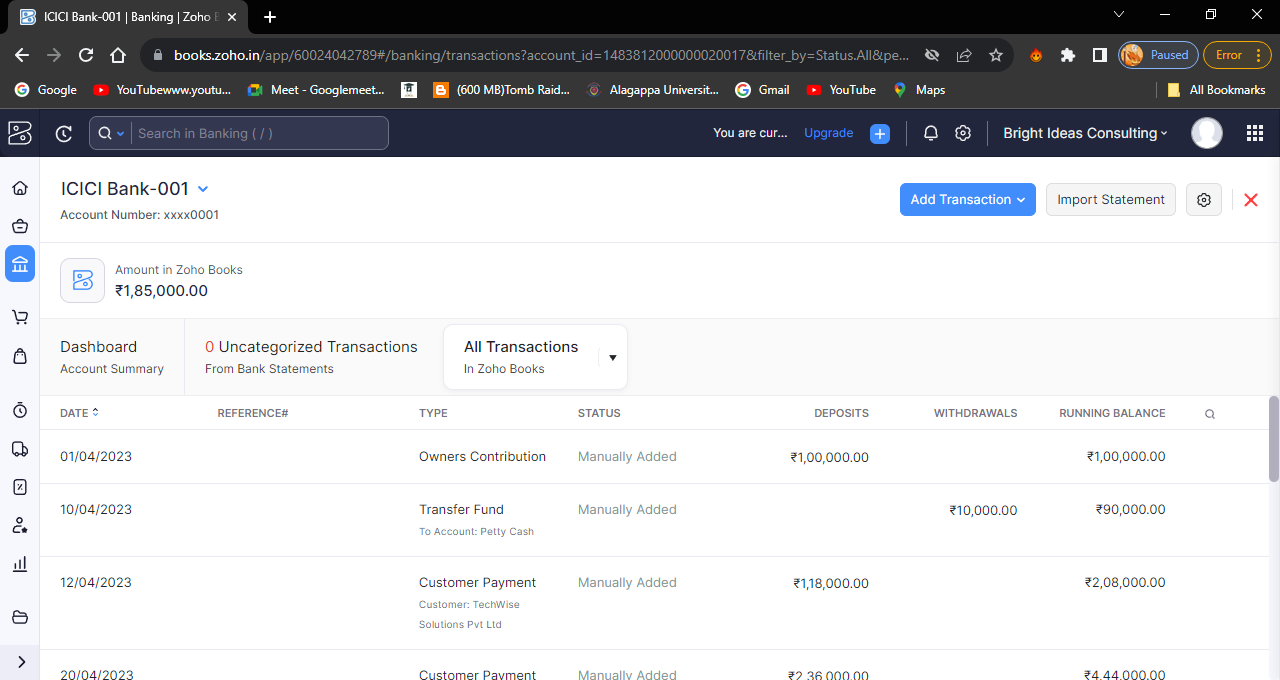 ICICI Bank-001 | Banking | Zoho B
books.zoho.in/app/60024042789#/banking/transactions?account_id=1483812000000020017&filter_by=Status.All&pe...
Paused
Error
Google
YouTubewww.youtu...
Meet - Googlemeet...
(600 MB)Tomb Raid...
Alagappa Universit...
Gmail
YouTube
Maps
All Bookmarks
Search in Banking ( / )
You are cur...
Upgrade
Bright Ideas Consulting
ICICI Bank-001
Account Number: xxxx0001
Add Transaction
Import Statement
Amount in Zoho Books
₹1,85,000.00
Dashboard
Account Summary
0 Uncategorized Transactions
From Bank Statements
All Transactions
In Zoho Books
DATE REFERENCE# TYPE STATUS DEPOSITS WITHDRAWALS RUNNING BALANCE
01/04/2023 Owners Contribution Manually Added ₹1,00,000.00 ₹1,00,000.00
10/04/2023 Transfer Fund Manually Added ₹10,000.00 ₹90,000.00
To Account: Petty Cash
12/04/2023 Customer Payment Manually Added ₹1,18,000.00 ₹2,08,000.00
Customer: TechWise
Solutions Pvt Ltd
20/04/2023 Customer Payment Manually Added ₹2,36,000.00 ₹4,44,000.00